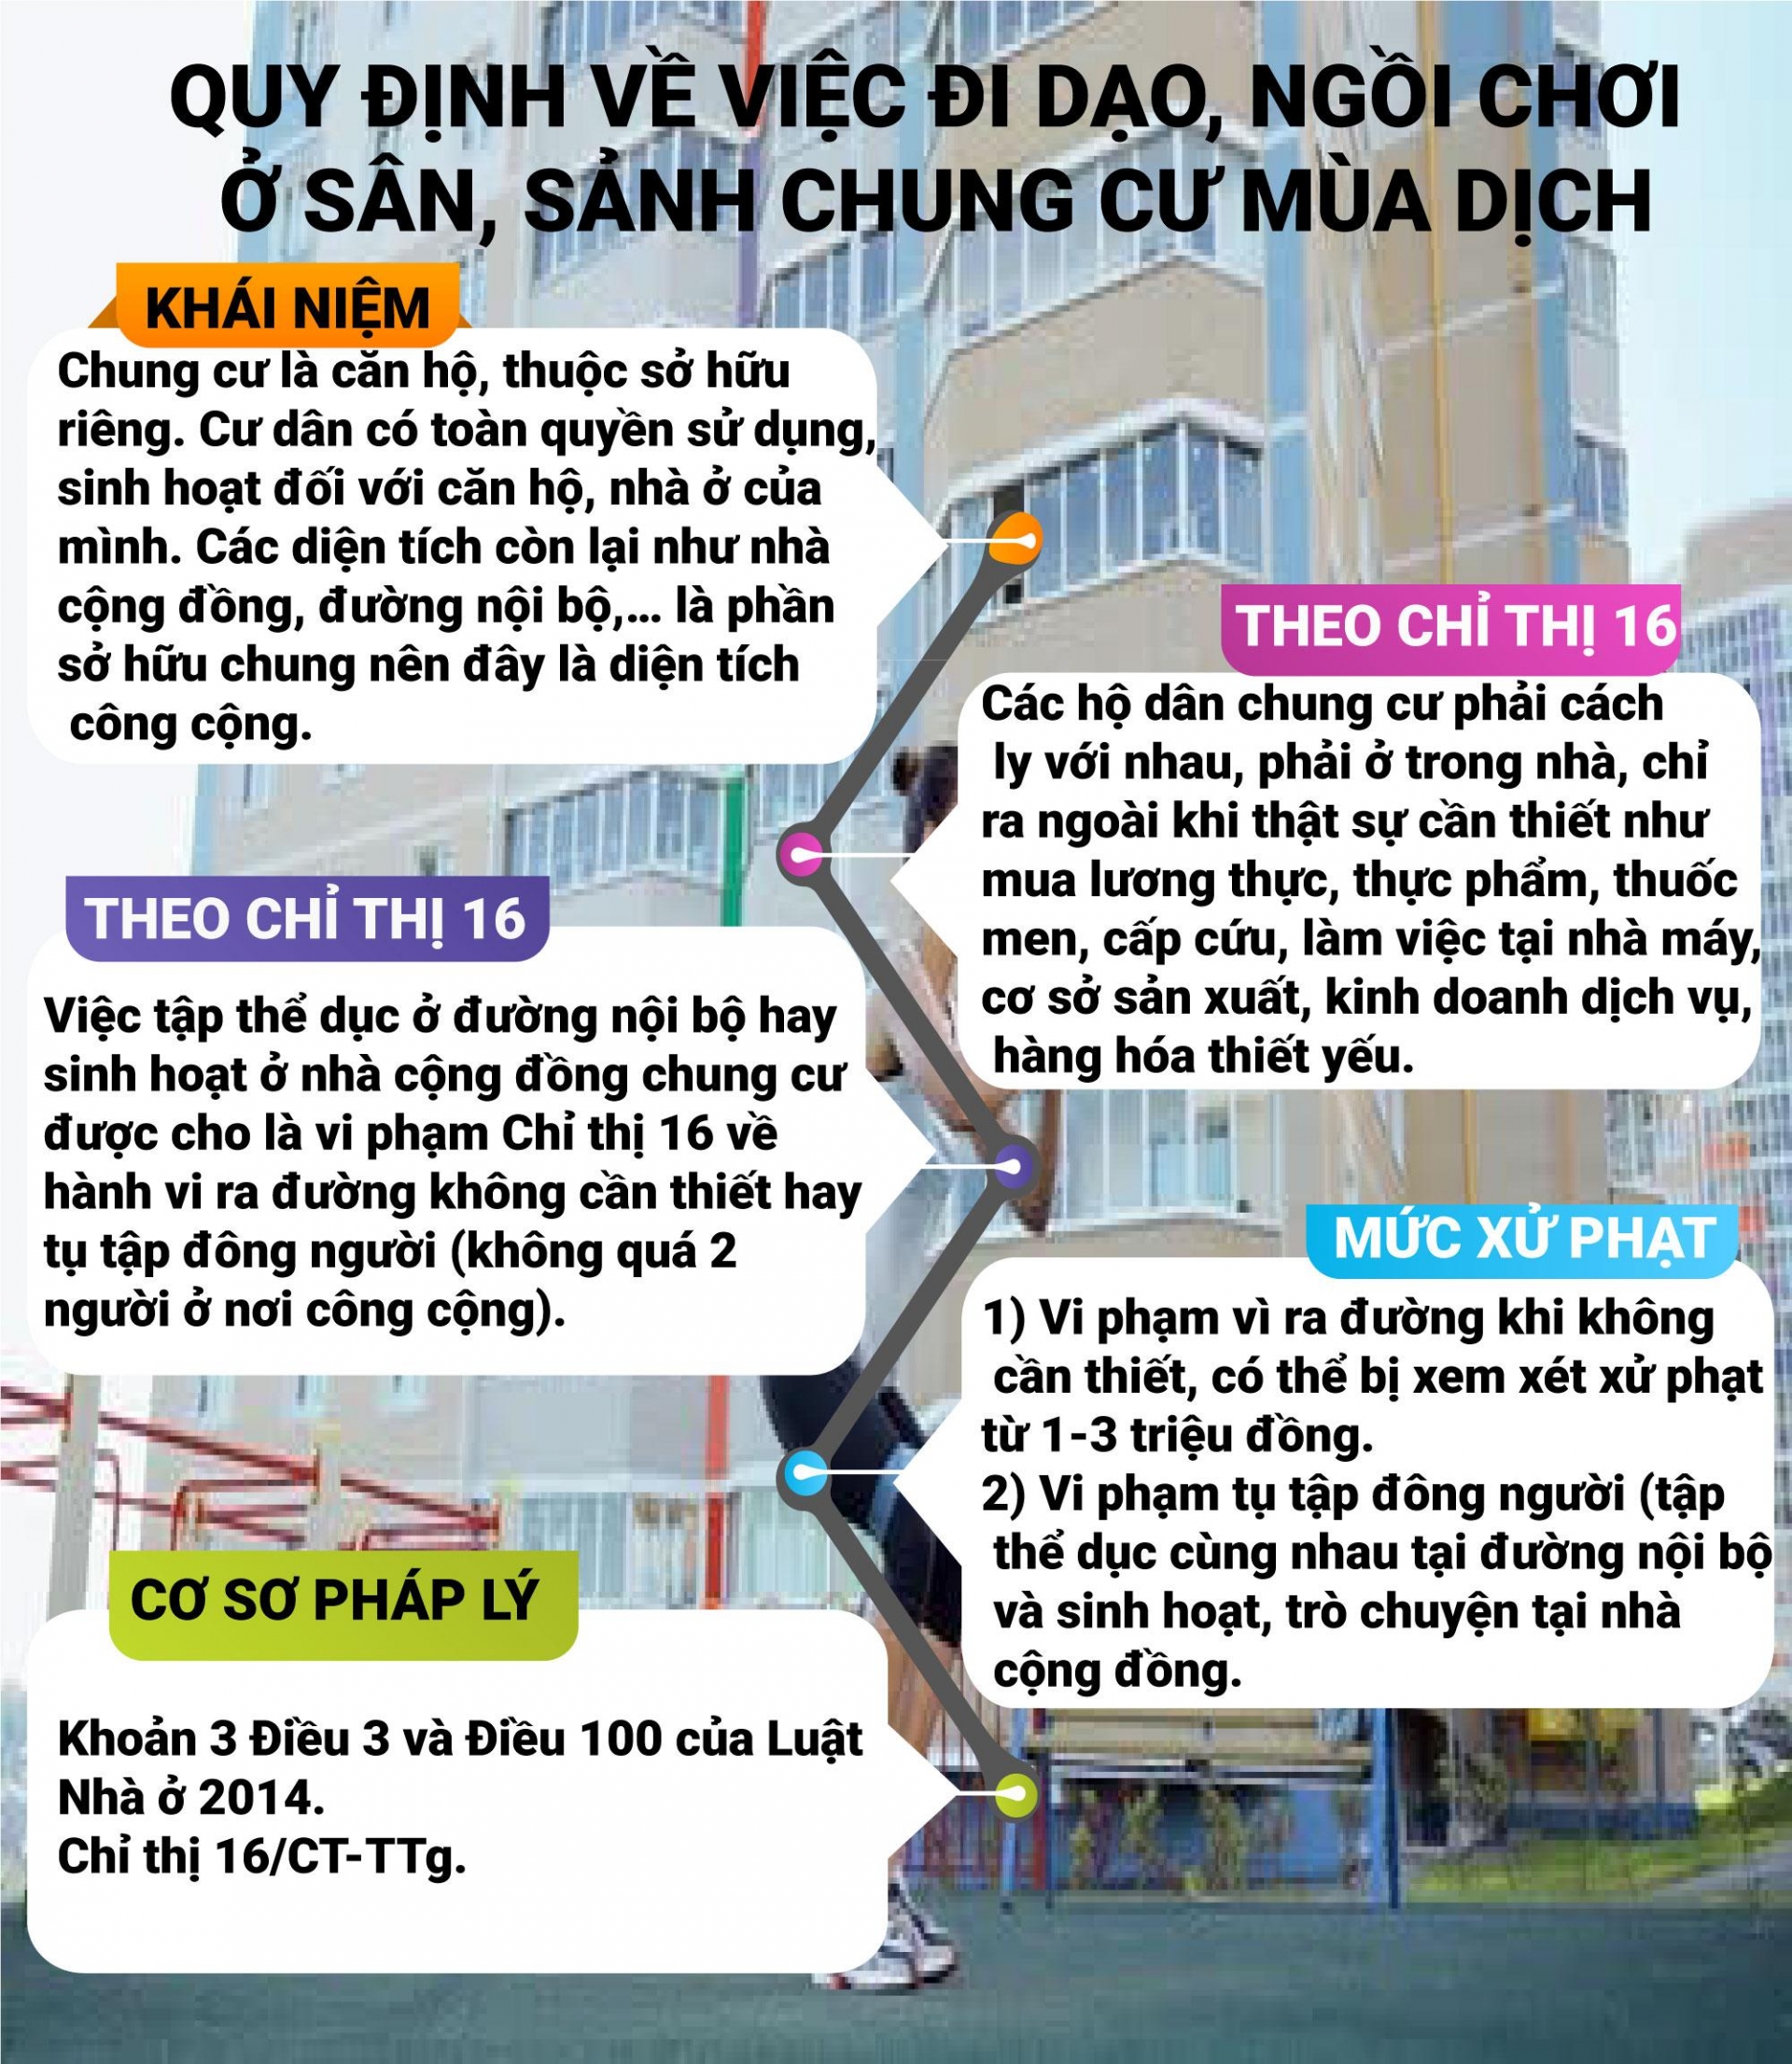 QUY ĐỊNH VỀ VIỆC ĐI DẠO, NGỒI CHƠI
Ở SÂN, SẢNH CHUNG CƯ MÙA DỊCH
KHÁI NIỆM
Chung cư là căn hộ, thuộc sở hữu
riêng. Cư dân có toàn quyền sử dụng,
sinh hoạt đối với căn hộ, nhà ở của
mình. Các diện tích còn lại như nhà
cộng đồng, đường nội bộ,... là phần
sở hữu chung nên đây là diện tích
công cộng.
THEO CHỈ THỊ 16
Các hộ dân chung cư phải cách
ly với nhau, phải ở trong nhà, chỉ
ra ngoài khi thật sự cần thiết như
mua lương thực, thực phẩm, thuốc
men, cấp cứu, làm việc tại nhà máy,
cơ sở sản xuất, kinh doanh dịch vụ,
hàng hóa thiết yếu.
THEO CHỈ THỊ 16
Việc tập thể dục ở đường nội bộ hay
sinh hoạt ở nhà cộng đồng chung cư
được cho là vi phạm Chỉ thị 16 về
hành vi ra đường không cần thiết hay
tụ tập đông người (không quá 2
người ở nơi công cộng).
MỨC XỬ PHẠT
1) Vi phạm vì ra đường khi không
cần thiết, có thể bị xem xét xử phạt
từ 1-3 triệu đồng.
2) Vi phạm tụ tập đông người (tập
thể dục cùng nhau tại đường nội bộ
và sinh hoạt, trò chuyện tại nhà
cộng đồng.
CƠ SƠ PHÁP LÝ
Khoản 3 Điều 3 và Điều 100 của Luật
Nhà ở 2014.
Chỉ thị 16/CT-TTg.